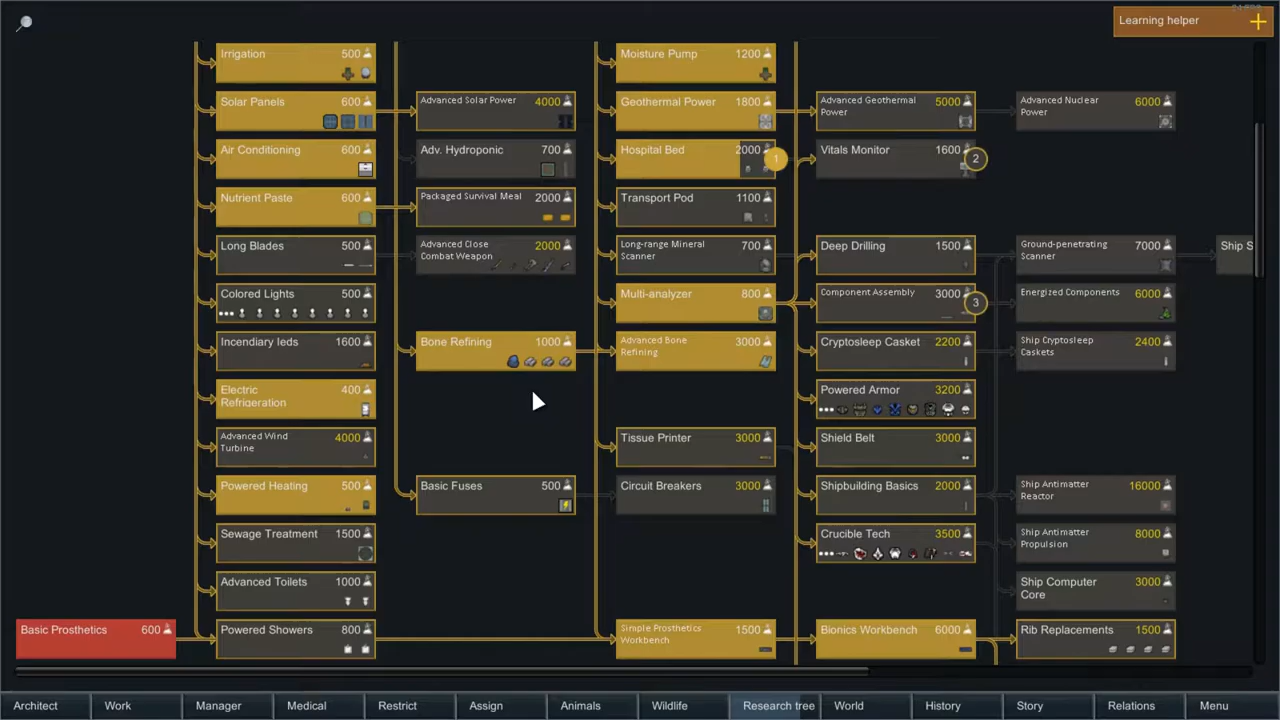 Learning helper
Irrigation 500
Moisture Pump 1200
Solar Panels 600
Advanced Solar Power 4000
Geothermal Power 1800
Advanced Geothermal Power 5000
Advanced Nuclear Power 6000
Air Conditioning 600
Adv. Hydroponic 700
Hospital Bed 2000 1
Vitals Monitor 1600 2
Nutrient Paste 600
Packaged Survival Meal 2000
Transport Pod 1100
Long Blades 500
Advanced Close Combat Weapon 2000
Long-range Mineral Scanner 700
Deep Drilling 1500
Ground-penetrating Scanner 7000
Ship S
Colored Lights 500
Multi-analyzer 800
Component Assembly 3000 3
Energized Components 6000
Incendiary Ieds 1600
Bone Refining 1000
Advanced Bone Refining 3000
Cryptosleep Casket 2200
Ship Cryptosleep Caskets 2400
Electric Refrigeration 400
Powered Armor 3200
Advanced Wind Turbine 4000
Tissue Printer 3000
Shield Belt 3000
Powered Heating 500
Basic Fuses 500
Circuit Breakers 3000
Shipbuilding Basics 2000
Ship Antimatter Reactor 16000
Sewage Treatment 1500
Crucible Tech 3500
Ship Antimatter Propulsion 8000
Advanced Toilets 1000
Ship Computer Core 3000
Basic Prosthetics 600
Powered Showers 800
Simple Prosthetics Workbench 1500
Bionics Workbench 6000
Rib Replacements 1500
Architect Work Manager Medical Restrict Assign Animals Wildlife Research tree World History Story Relations Menu